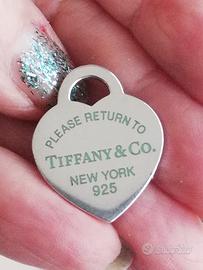 PLEASE RETURN TO
TIFFANY & CO.
NEW YORK
925